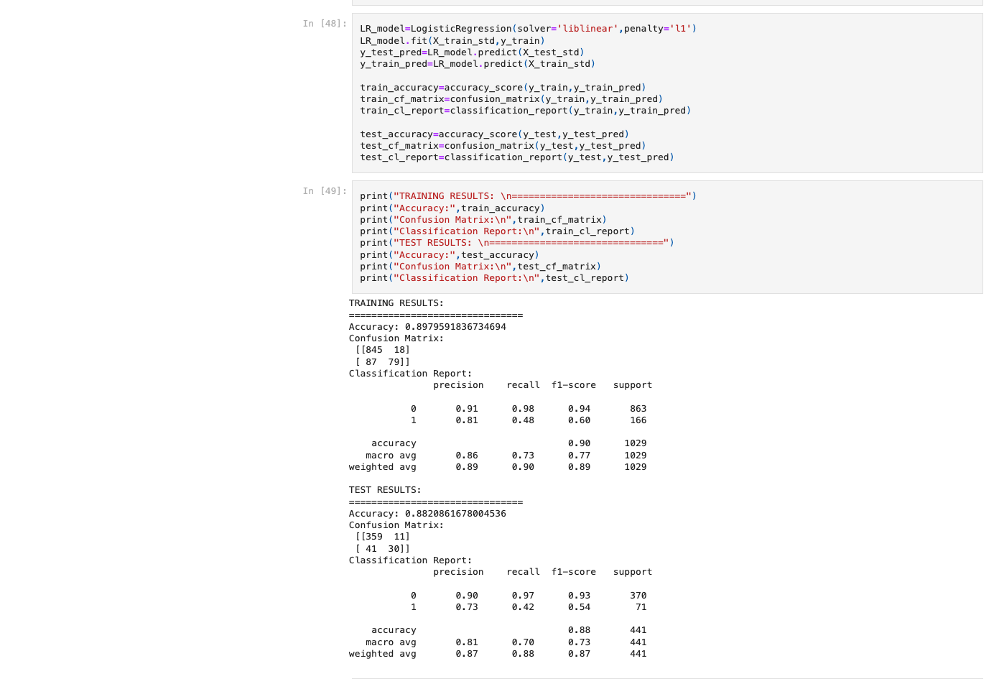 In [48]:
LR_model=LogisticRegression(solver='liblinear',penalty='l1')
LR_model.fit(X_train_std,y_train)
y_test_pred=LR_model.predict(X_test_std)
y_train_pred=LR_model.predict(X_train_std)
train_accuracy=accuracy_score(y_train,y_train_pred)
train_cf_matrix=confusion_matrix(y_train,y_train_pred)
train_cl_report=classification_report(y_train,y_train_pred)
test_accuracy=accuracy_score(y_test,y_test_pred)
test_cf_matrix=confusion_matrix(y_test,y_test_pred)
test_cl_report=classification_report(y_test,y_test_pred)
In [49]:
print("TRAINING RESULTS: \n===============================")
print("Accuracy:",train_accuracy)
print("Confusion Matrix:\n",train_cf_matrix)
print("Classification Report:\n",train_cl_report)
print("TEST RESULTS: \n===============================")
print("Accuracy:",test_accuracy)
print("Confusion Matrix:\n",test_cf_matrix)
print("Classification Report:\n",test_cl_report)
TRAINING RESULTS:
===============================
Accuracy: 0.8979591836734694
Confusion Matrix:
[[845 18]
[ 87 79]]
Classification Report:
precision recall f1-score support
0 0.91 0.98 0.94 863
1 0.81 0.48 0.60 166
accuracy 0.90 1029
macro avg 0.86 0.73 0.77 1029
weighted avg 0.89 0.90 0.89 1029
TEST RESULTS:
===============================
Accuracy: 0.8820861678004536
Confusion Matrix:
[[359 11]
[ 41 30]]
Classification Report:
precision recall f1-score support
0 0.90 0.97 0.93 370
1 0.73 0.42 0.54 71
accuracy 0.88 441
macro avg 0.81 0.70 0.73 441
weighted avg 0.87 0.88 0.87 441